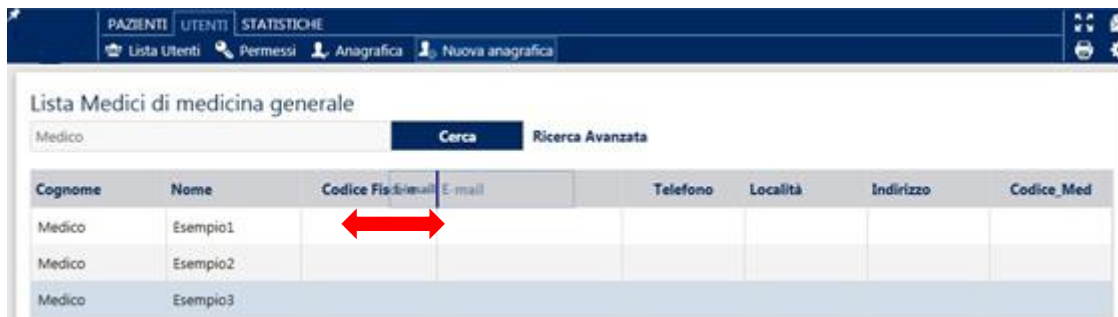 PAZIENTI UTENTI STATISTICHE
Lista Utenti Permessi Anagrafica Nuova anagrafica
Lista Medici di medicina generale
Medico Cerca Ricerca Avanzata
Cognome Nome Codice E-mail E-mail Telefono Località Indirizzo Codice_Med
Medico Esempio1
Medico Esempio2
Medico Esempio3